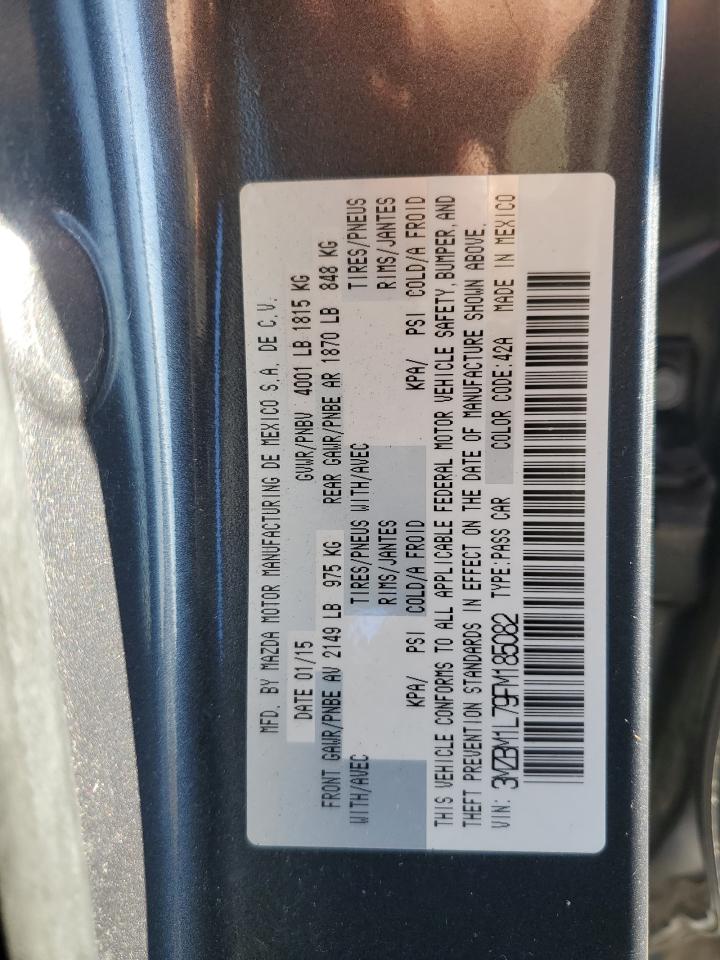 MFD. BY MAZDA MOTOR MANUFACTURING DE MEXICO S.A. DE C.V.
DATE 01/15 GVWR/PNBV 4001 LB 1815 KG
FRONT GAWR/PNBE AV 2149 LB 975 KG REAR GAWR/PNBE AR 1870 LB 848 KG
WITH/AVEC TIRES/PNEUS WITH/AVEC TIRES/PNEUS
RIMS/JANTES RIMS/JANTES
KPA/ PSI COLD/A FROID KPA/ PSI COLD/A FROID
THIS VEHICLE CONFORMS TO ALL APPLICABLE FEDERAL MOTOR VEHICLE SAFETY, BUMPER, AND
THEFT PREVENTION STANDARDS IN EFFECT ON THE DATE OF MANUFACTURE SHOWN ABOVE.
VIN: 3MZBM1L79FM185082 TYPE:PASS CAR COLOR CODE:42A MADE IN MEXICO